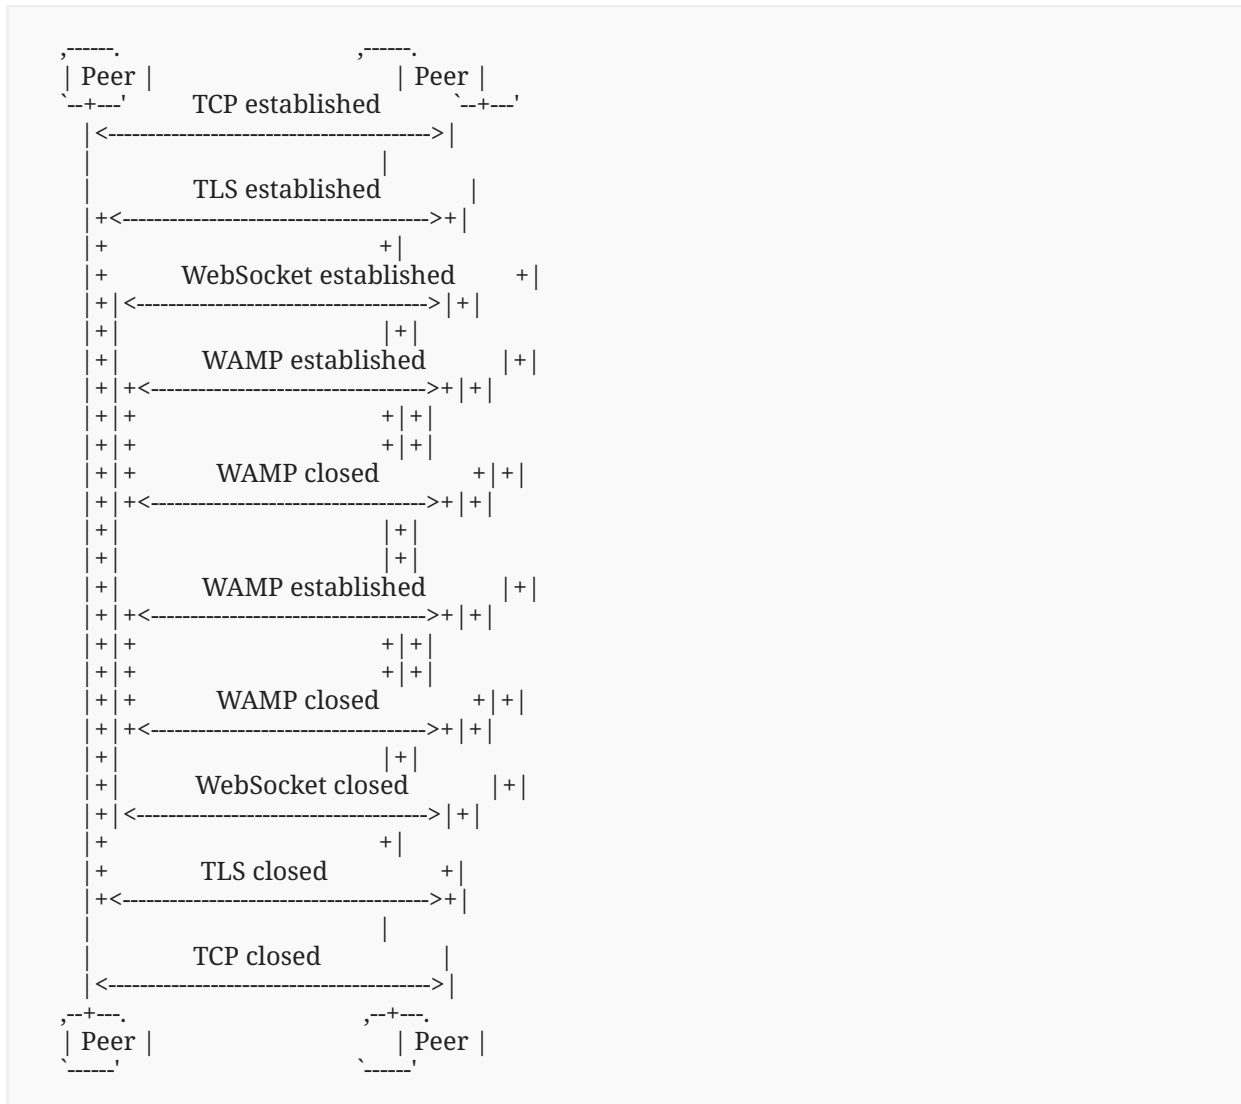 ,------.                                    ,------.
| Peer |                                    | Peer |
`--+---'          TCP established           `--+---'
   |<----------------------------------------->|
   |                                           |
   |               TLS established             |
   |+<--------------------------------------->+|
   |+                                         +|
   |+           WebSocket established         +|
   |+|<------------------------------------->|+|
   |+|                                       |+|
   |+|            WAMP established           |+|
   |+|+<----------------------------------->+|+|
   |+|+                                     +|+|
   |+|+                                     +|+|
   |+|+            WAMP closed              +|+|
   |+|+<----------------------------------->+|+|
   |+|                                       |+|
   |+|                                       |+|
   |+|            WAMP established           |+|
   |+|+<----------------------------------->+|+|
   |+|+                                     +|+|
   |+|+                                     +|+|
   |+|+            WAMP closed              +|+|
   |+|+<----------------------------------->+|+|
   |+|                                       |+|
   |+|           WebSocket closed            |+|
   |+|<------------------------------------->|+|
   |+                                         +|
   |+              TLS closed                 +|
   |+<--------------------------------------->+|
   |                                           |
   |               TCP closed                  |
   |<----------------------------------------->|
,--+---.                                    ,--+---.
| Peer |                                    | Peer |
`------'                                    `------'